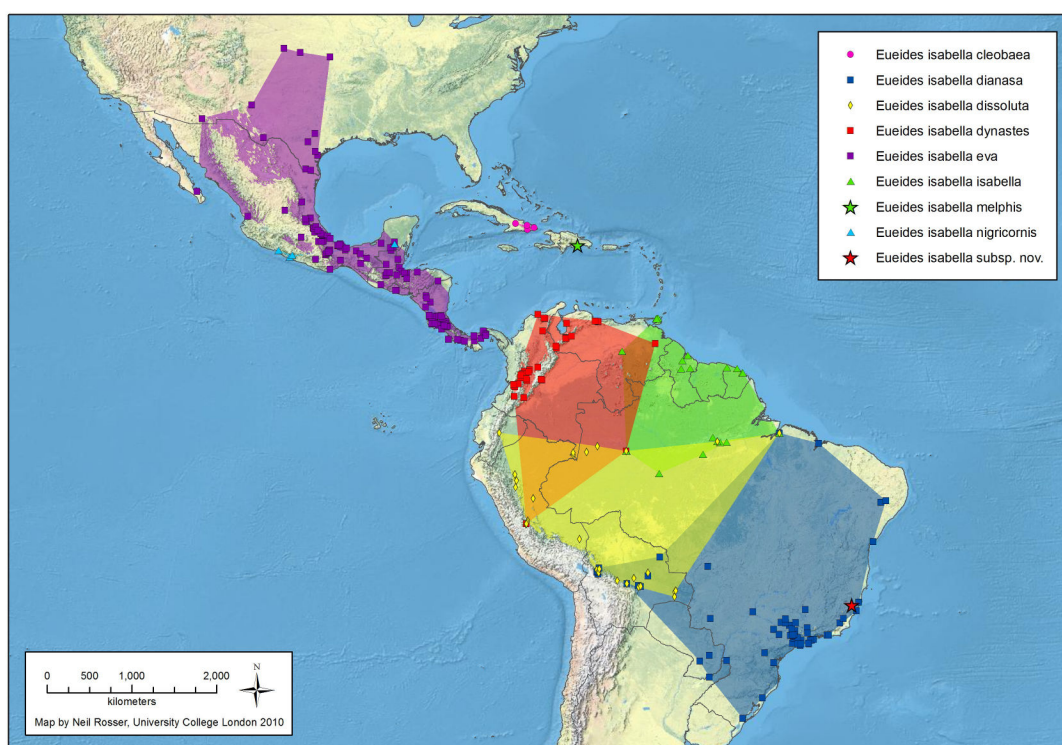 Eueides isabella cleobaea
Eueides isabella dianasa
Eueides isabella dissoluta
Eueides isabella dynastes
Eueides isabella eva
Eueides isabella isabella
Eueides isabella melphis
Eueides isabella nigricornis
Eueides isabella subsp. nov.
0 500 1,000 2,000
kilometers
N
Map by Neil Rosser, University College London 2010